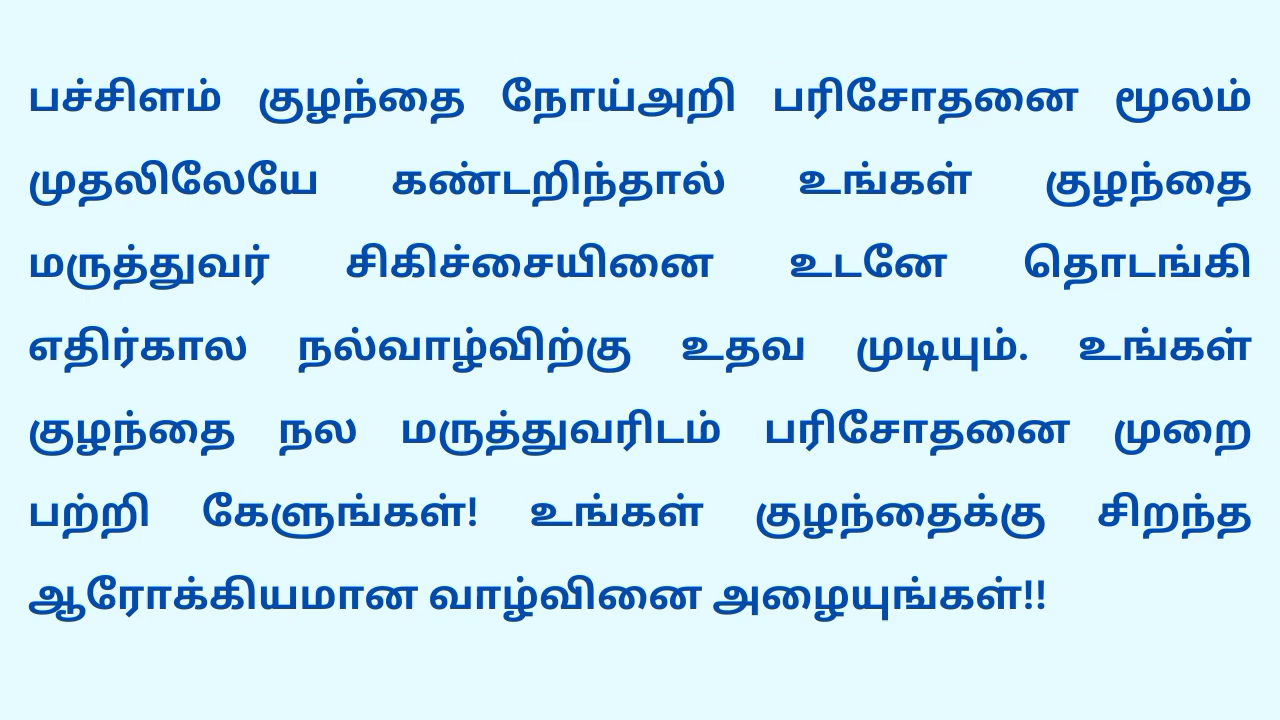 பச்சிளம் குழந்தை நோய்அறி பரிசோதனை மூலம்
முதலிலேயே கண்டறிந்தால் உங்கள் குழந்தை
மருத்துவர் சிகிச்சையினை உடனே தொடங்கி
எதிர்கால நல்வாழ்விற்கு உதவ முடியும். உங்கள்
குழந்தை நல மருத்துவரிடம் பரிசோதனை முறை
பற்றி கேளுங்கள்! உங்கள் குழந்தைக்கு சிறந்த
ஆரோக்கியமான வாழ்வினை அழையுங்கள்!!